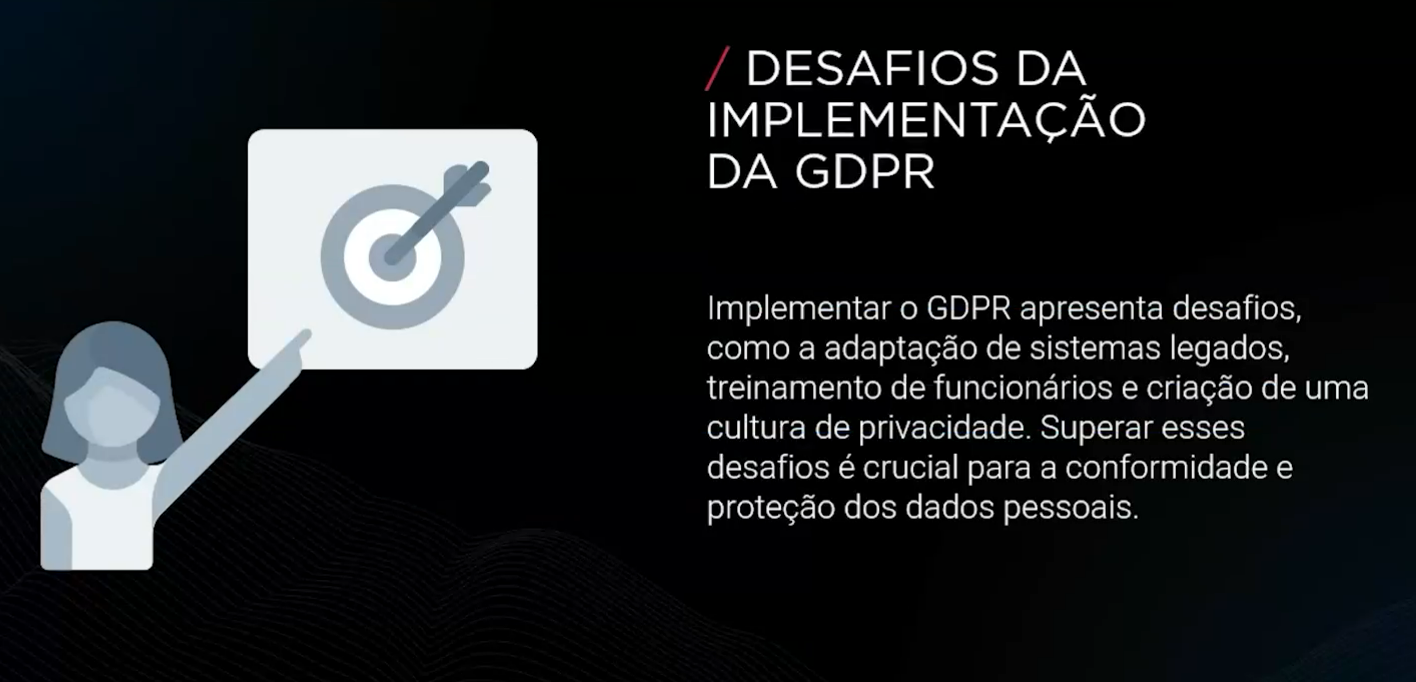 / DESAFIOS DA
IMPLEMENTAÇÃO
DA GDPR
Implementar o GDPR apresenta desafios,
como a adaptação de sistemas legados,
treinamento de funcionários e criação de uma
cultura de privacidade. Superar esses
desafios é crucial para a conformidade e
proteção dos dados pessoais.